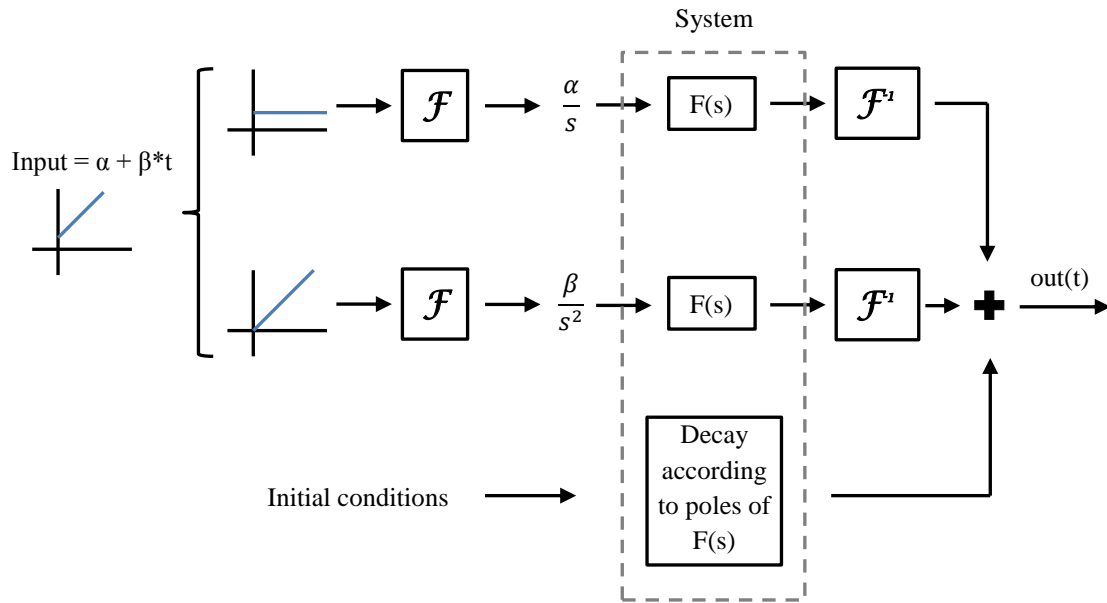 System
Input = α + β*t
ℱ
α
s
F(s)
ℱ-1
ℱ
β
s²
F(s)
ℱ-1
out(t)
Initial conditions
Decay
according
to poles of
F(s)